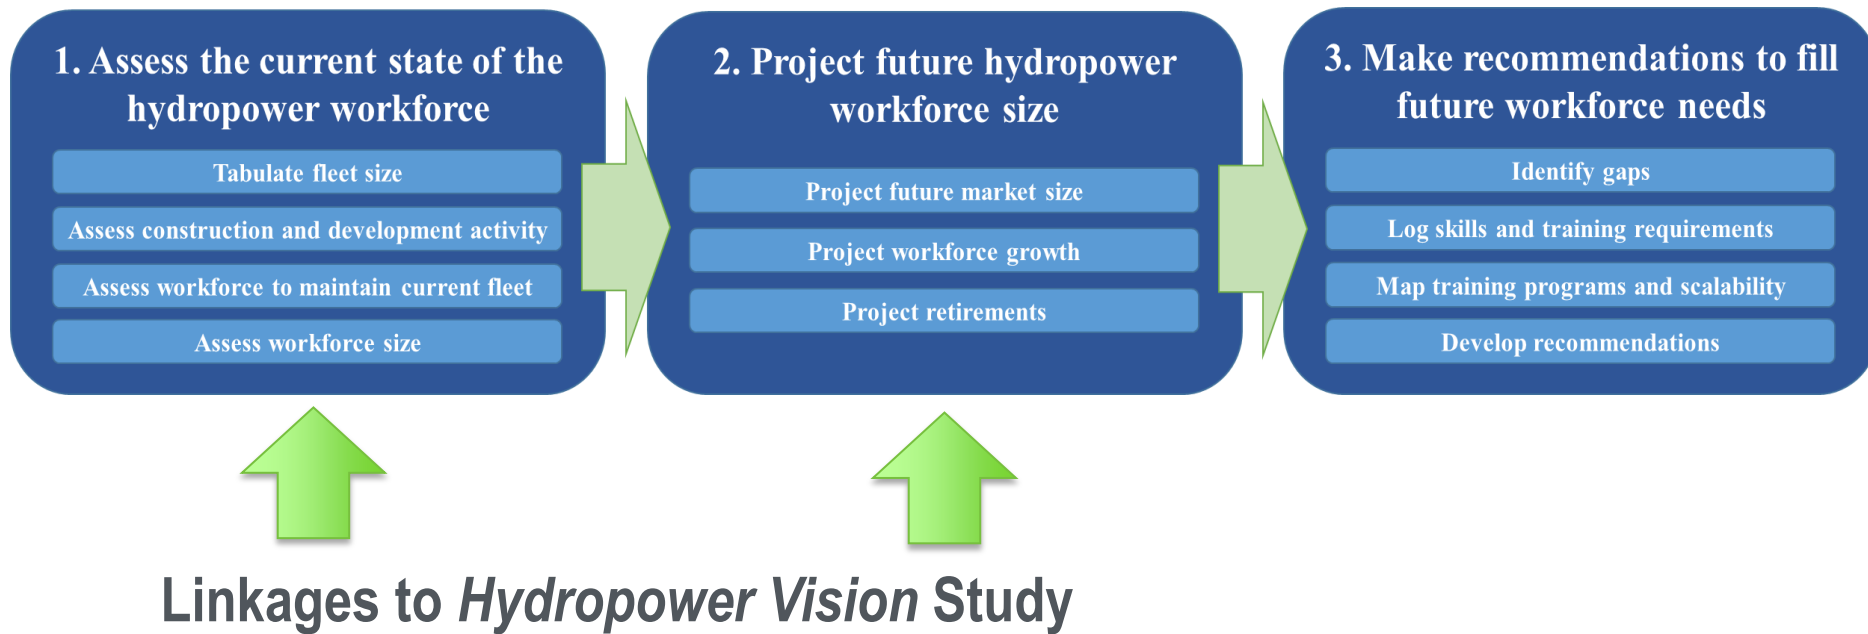 1. Assess the current state of the
hydropower workforce
Tabulate fleet size
Assess construction and development activity
Assess workforce to maintain current fleet
Assess workforce size
2. Project future hydropower
workforce size
Project future market size
Project workforce growth
Project retirements
3. Make recommendations to fill
future workforce needs
Identify gaps
Log skills and training requirements
Map training programs and scalability
Develop recommendations
Linkages to Hydropower Vision Study